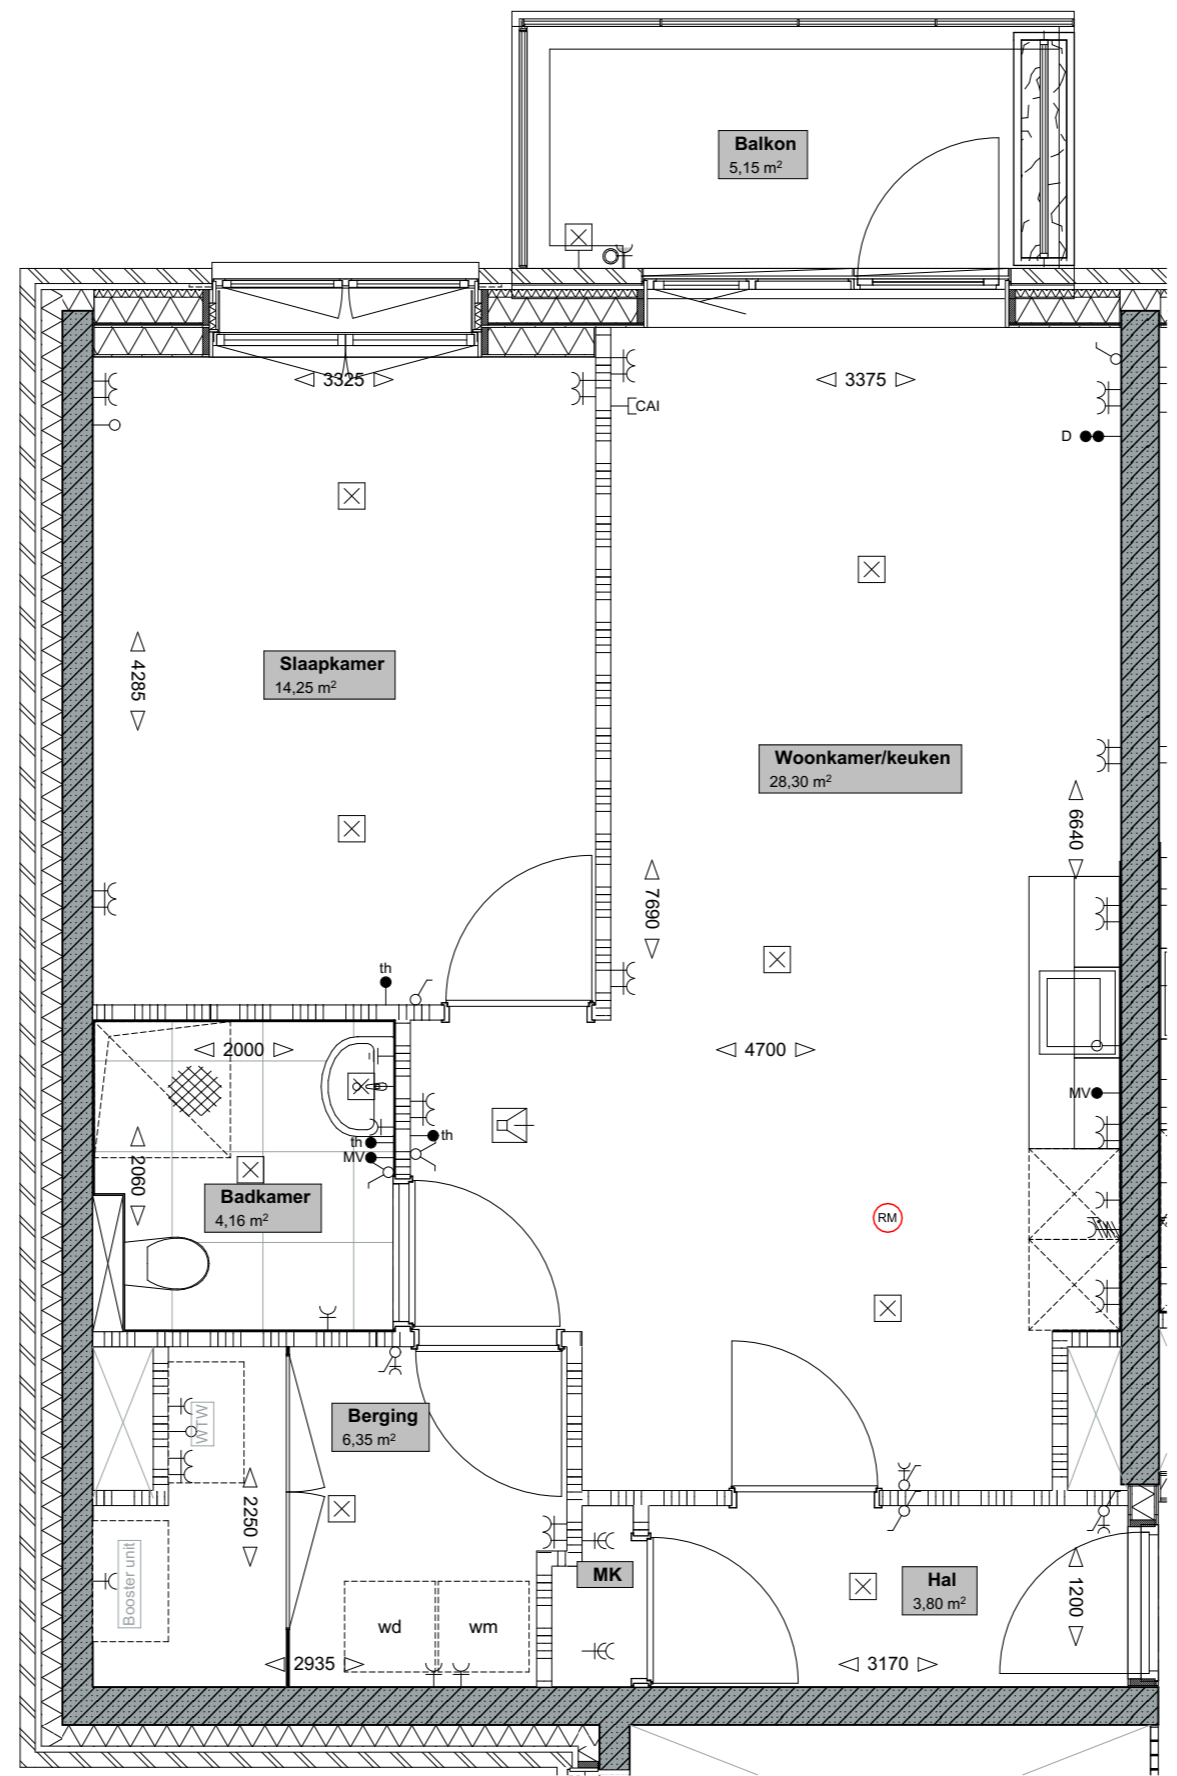 Balkon
5,15 m²
3325
3375
CAI
D
Slaapkamer
14,25 m²
4285
Woonkamer/keuken
28,30 m²
6640
7690
th
2000
4700
MV
th
th
MV
2060
Badkamer
4,16 m²
RM
WTW
Berging
6,35 m²
2250
Booster unit
MK
Hal
3,80 m²
1200
wd
wm
2935
3170